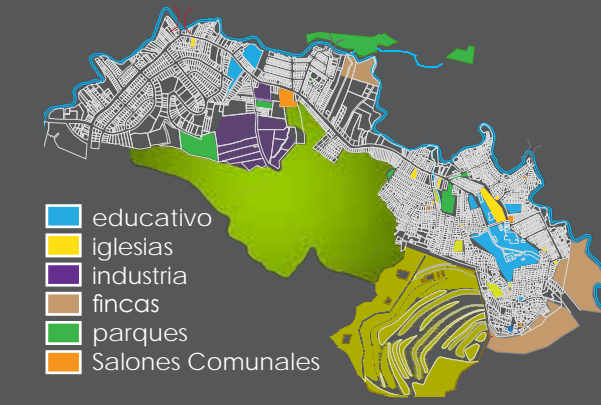 educativo
iglesias
industria
fincas
parques
Salones Comunales